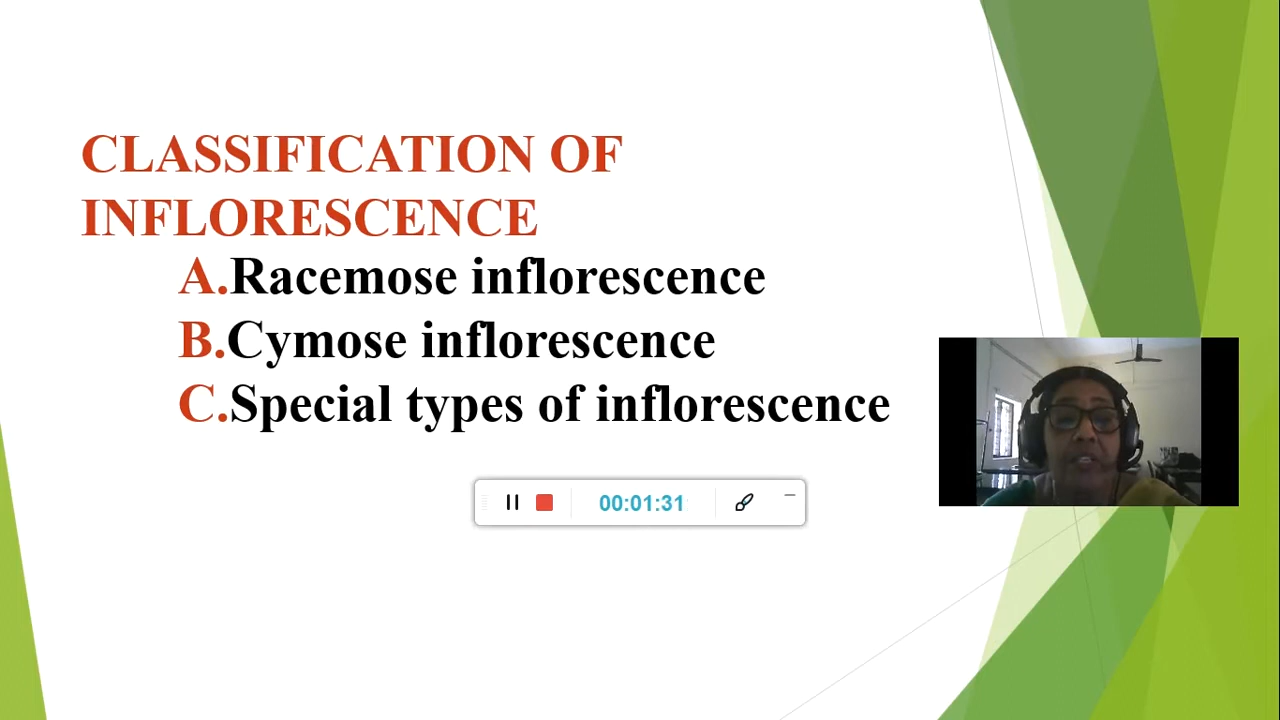 CLASSIFICATION OF
INFLORESCENCE
A.Racemose inflorescence
B.Cymose inflorescence
C.Special types of inflorescence
00:01:31